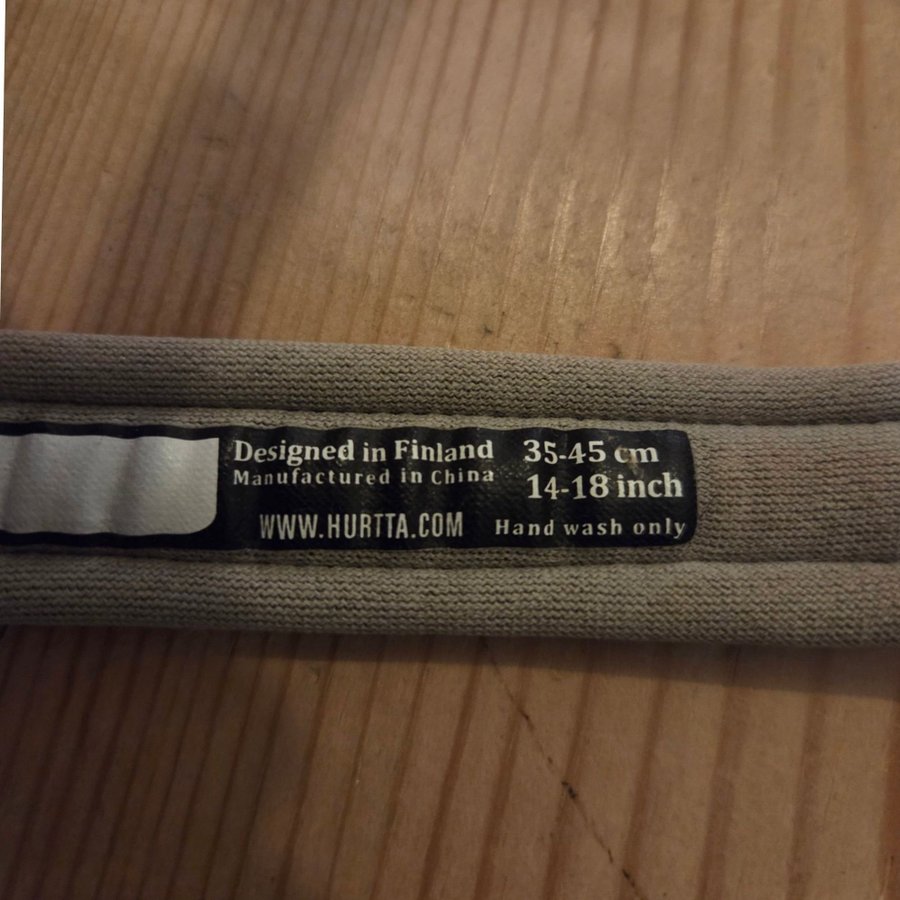 Designed in Finland
Manufactured in China
WWW.HURTTA.COM
35-45 cm
14-18 inch
Hand wash only